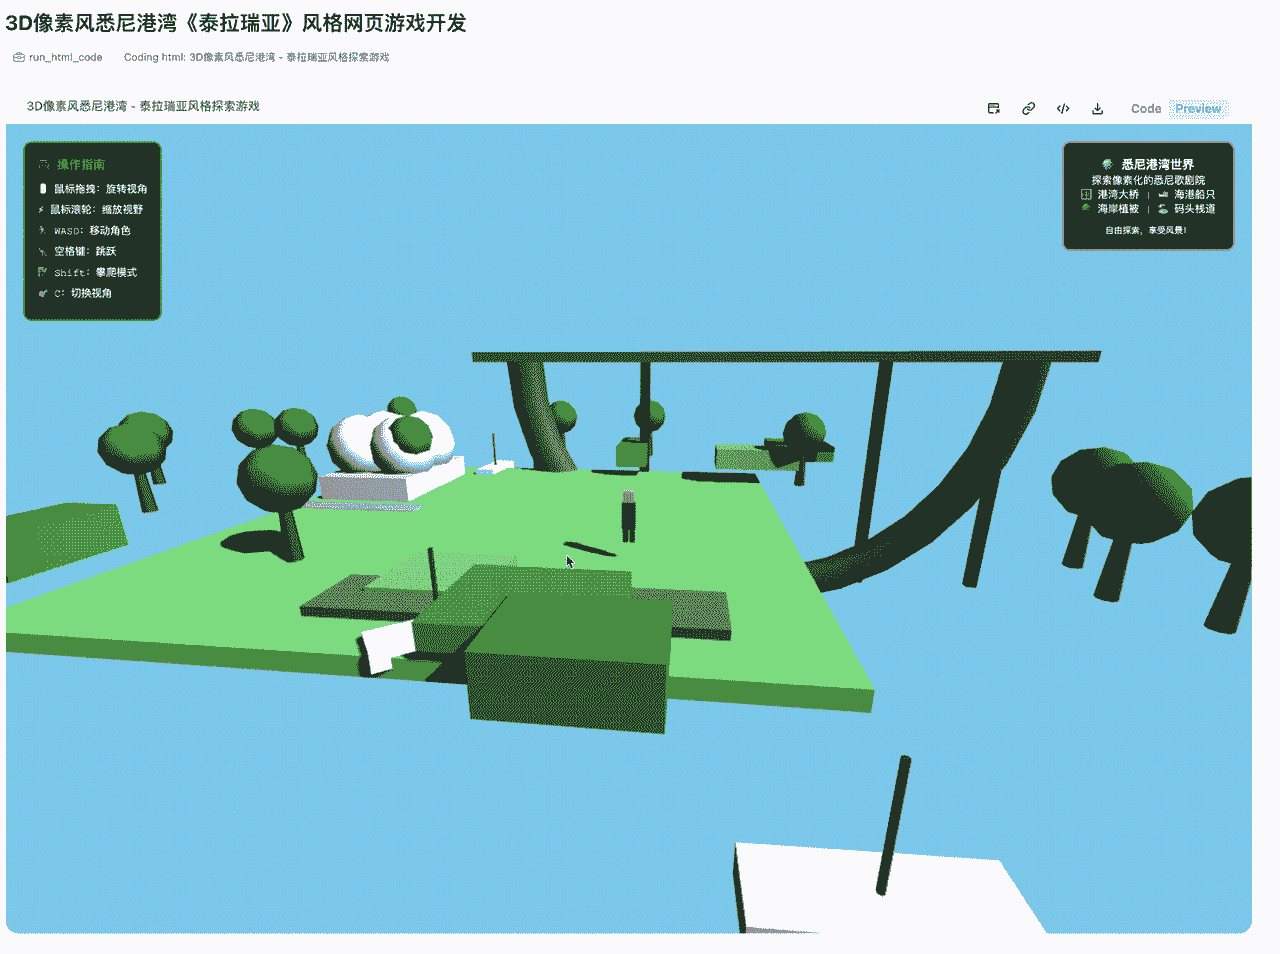 3D像素风悉尼港湾《泰拉瑞亚》风格网页游戏开发
run_html_code Coding html: 3D像素风悉尼港湾 - 泰拉瑞亚风格探索游戏
3D像素风悉尼港湾 - 泰拉瑞亚风格探索游戏
Code Preview
操作指南
鼠标拖拽: 旋转视角
鼠标滚轮: 缩放视野
WASD: 移动角色
空格键: 跳跃
Shift: 攀爬模式
C: 切换视角
悉尼港湾世界
探索像素化的悉尼歌剧院
港湾大桥 | 海港船只
海岸植被 | 码头栈道
自由探索, 享受风景!